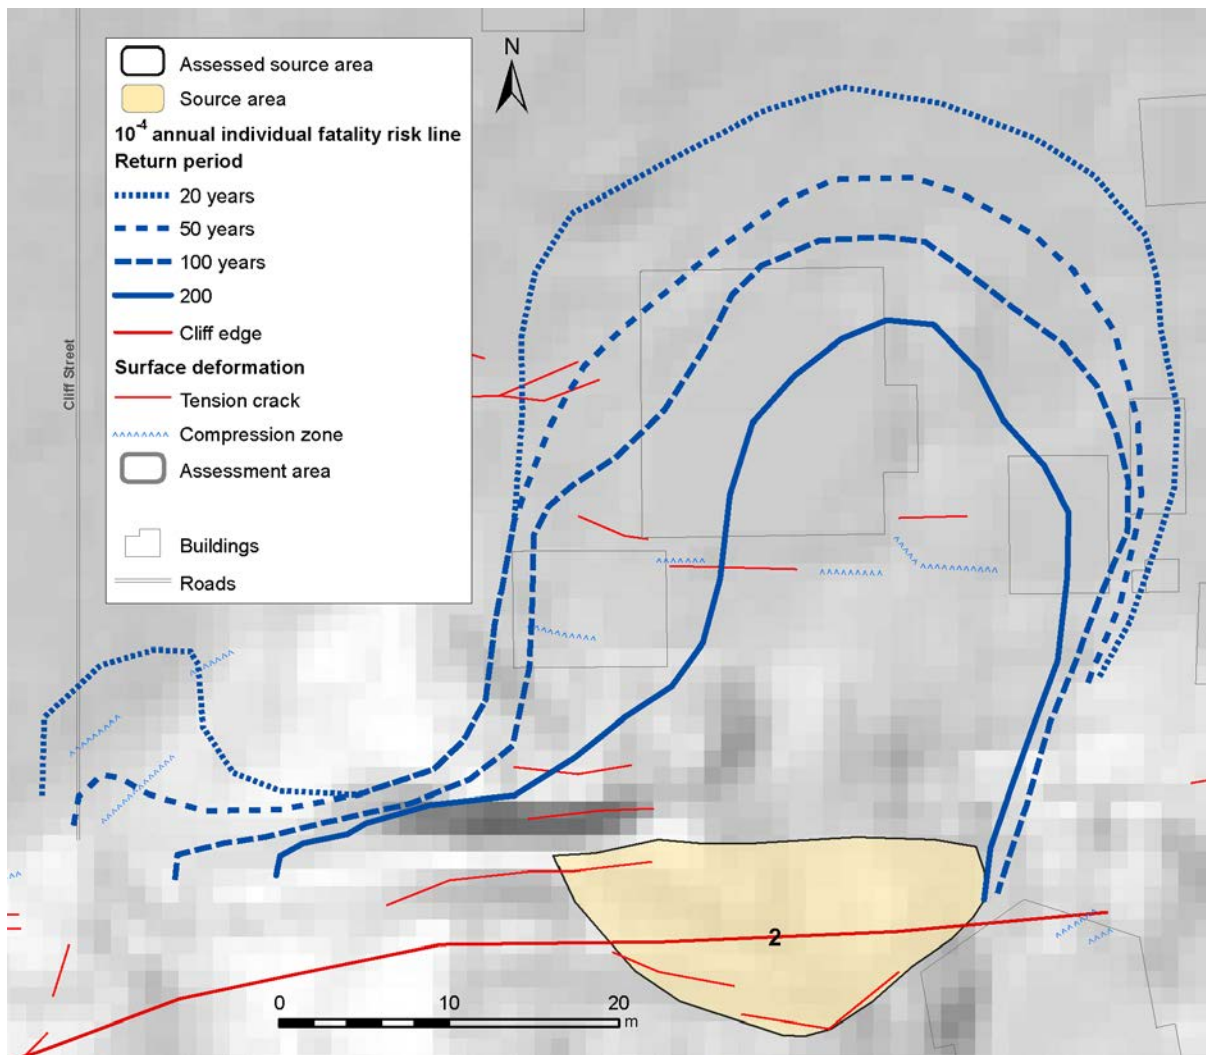 Assessed source area
Source area
10⁻⁴ annual individual fatality risk line
Return period
20 years
50 years
100 years
200
Cliff edge
Surface deformation
Tension crack
Compression zone
Assessment area
Buildings
Roads
N
Cliff Street
2
0 10 20
m